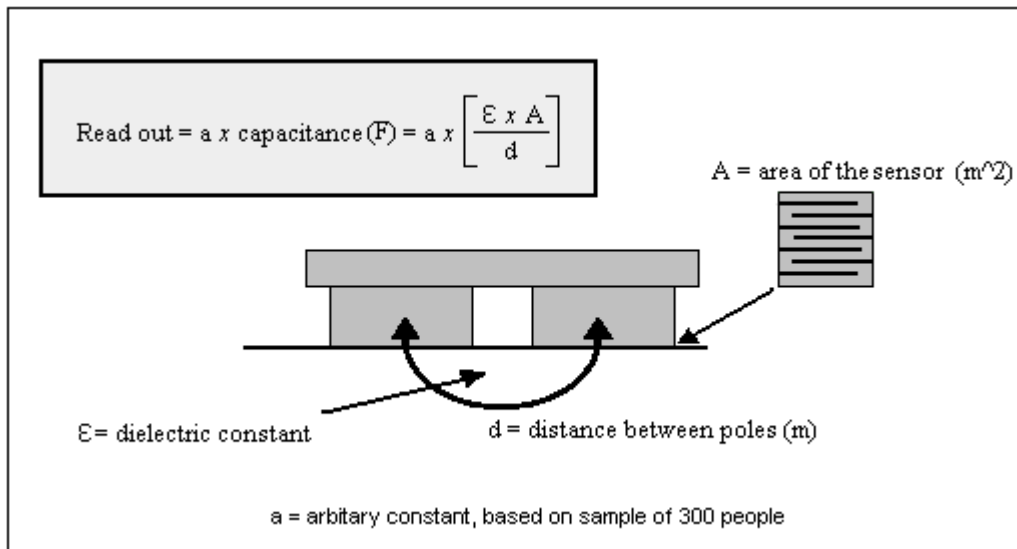 Read out = a x capacitance (F) = a x [ε x A / d]
A = area of the sensor (m^2)
ε = dielectric constant
d = distance between poles (m)
a = arbitary constant, based on sample of 300 people